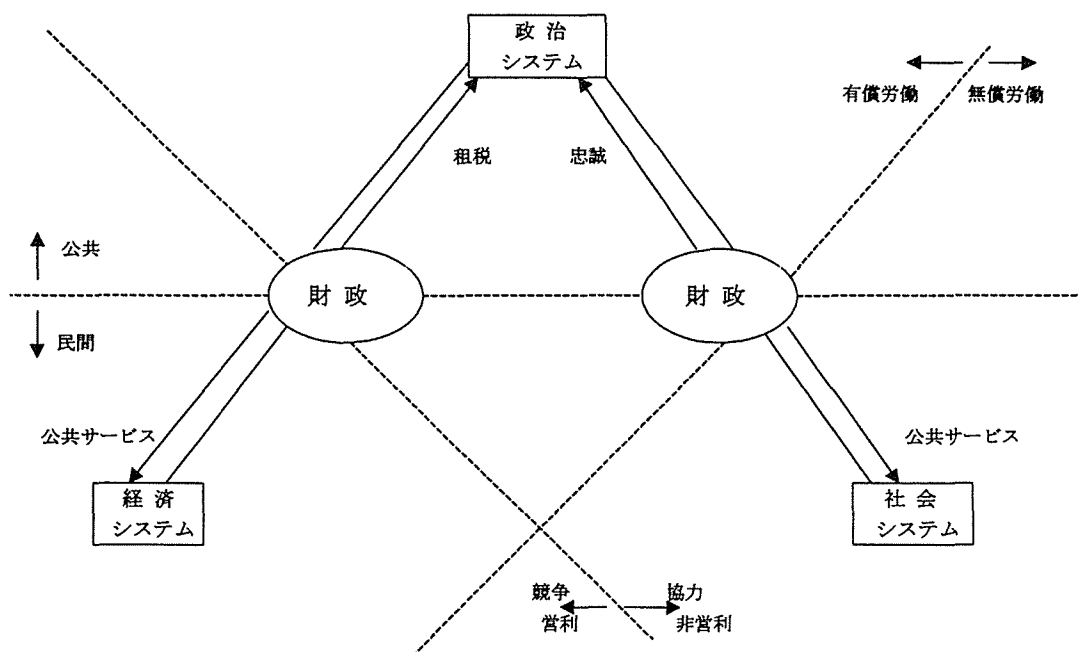 政治
システム
有償労働
無償労働
租税
忠誠
公共
財政
財政
民間
公共サービス
公共サービス
経済
システム
社会
システム
競争
協力
営利
非営利